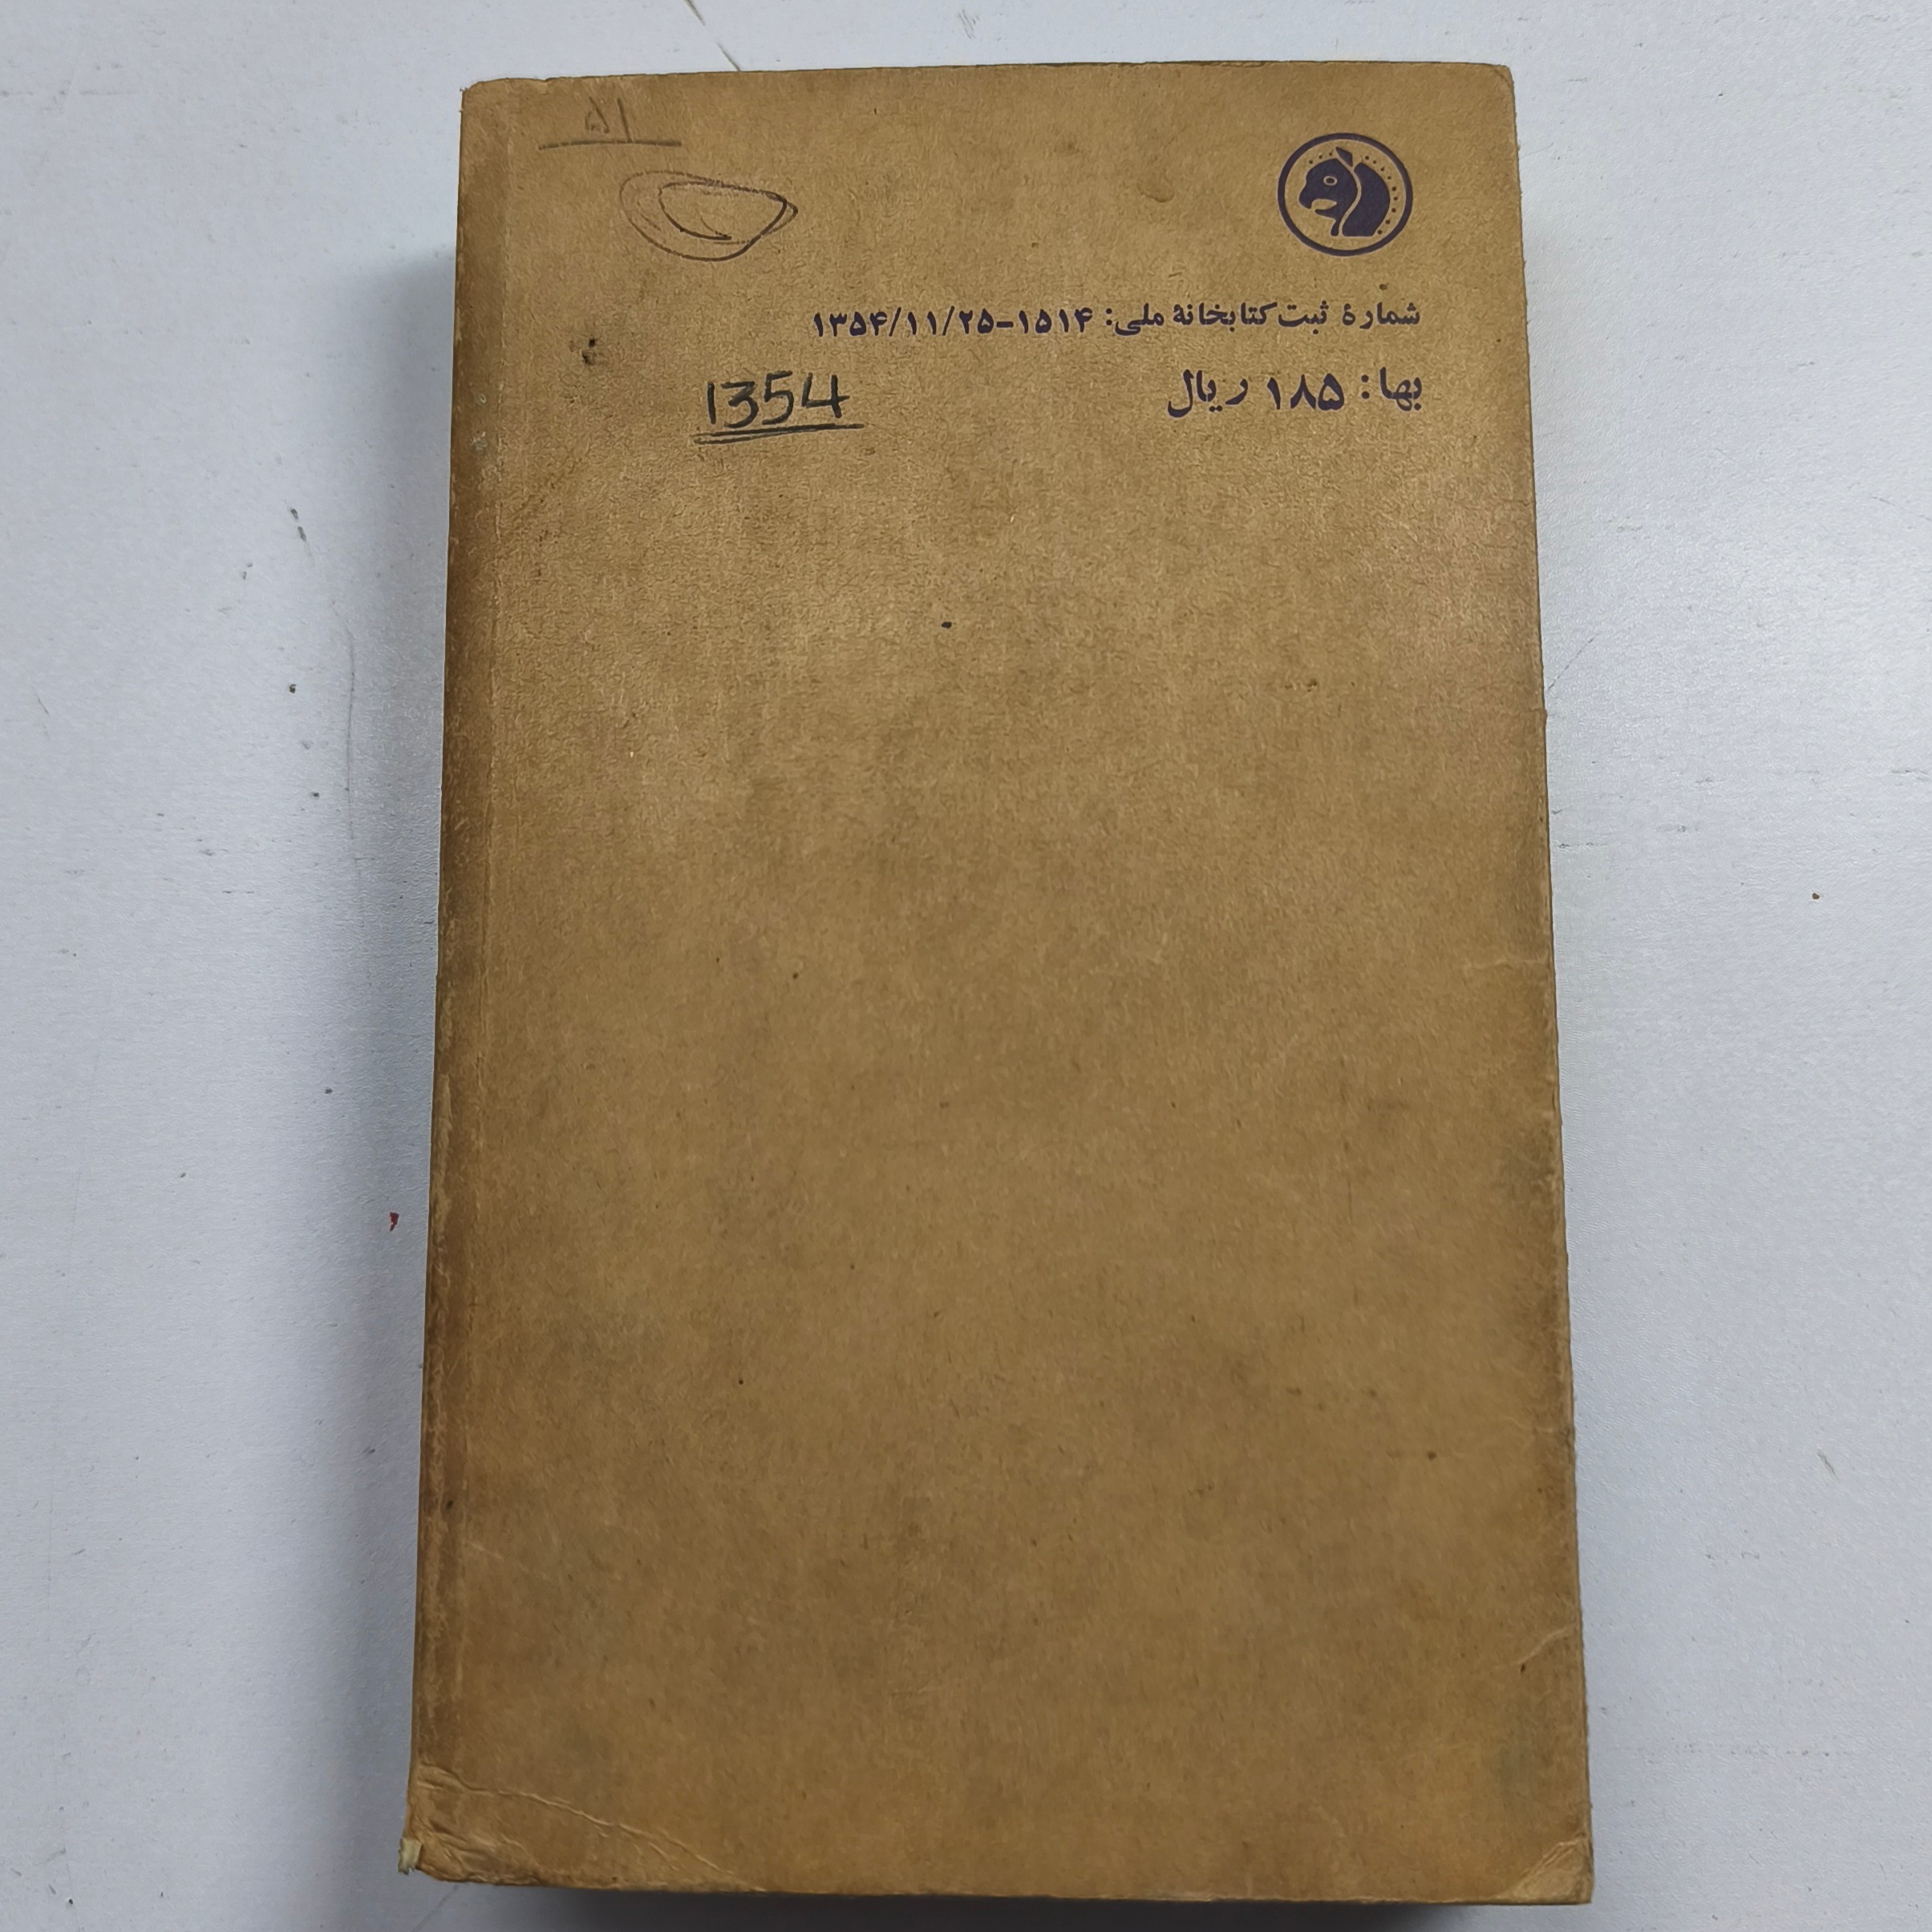 ۵۱
شمارهٔ ثبت کتابخانهٔ ملی: ۱۵۱۴-۱۳۵۴/۱۱/۲۵
بها: ۱۸۵ ریال
1354